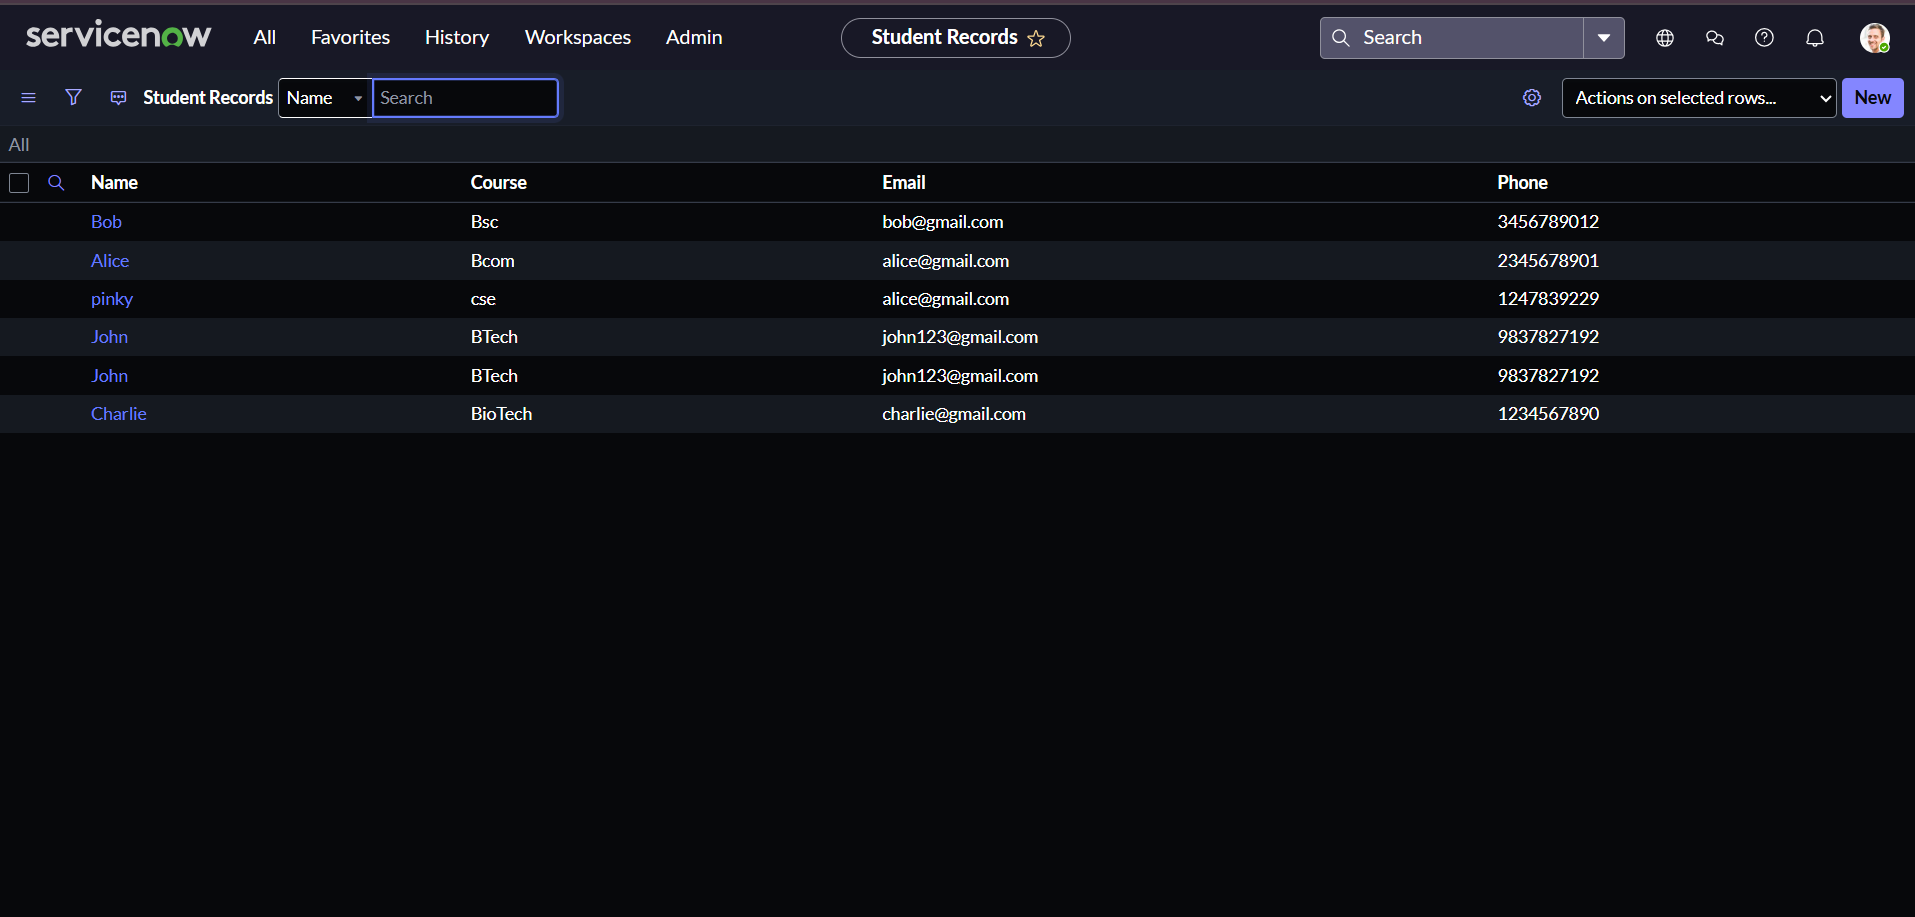 servicenow All Favorites History Workspaces Admin Student Records Search
Student Records Name Search Actions on selected rows... New
All
Name Course Email Phone
Bob Bsc bob@gmail.com 3456789012
Alice Bcom alice@gmail.com 2345678901
pinky cse alice@gmail.com 1247839229
John BTech john123@gmail.com 9837827192
John BTech john123@gmail.com 9837827192
Charlie BioTech charlie@gmail.com 1234567890